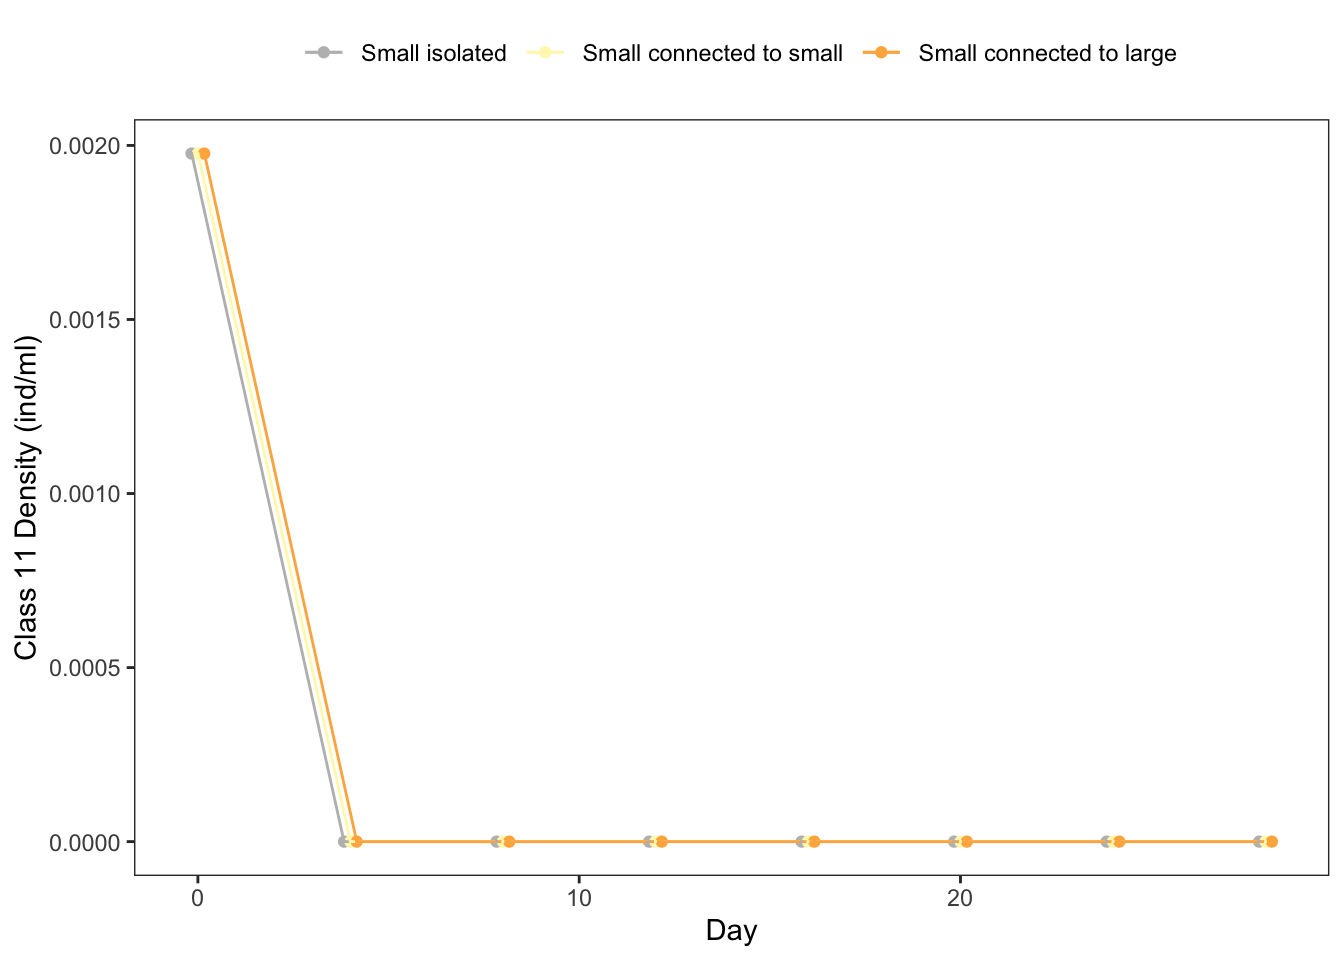 Small isolated Small connected to small Small connected to large
Class 11 Density (ind/ml)
0.0020
0.0015
0.0010
0.0005
0.0000
0 10 20
Day